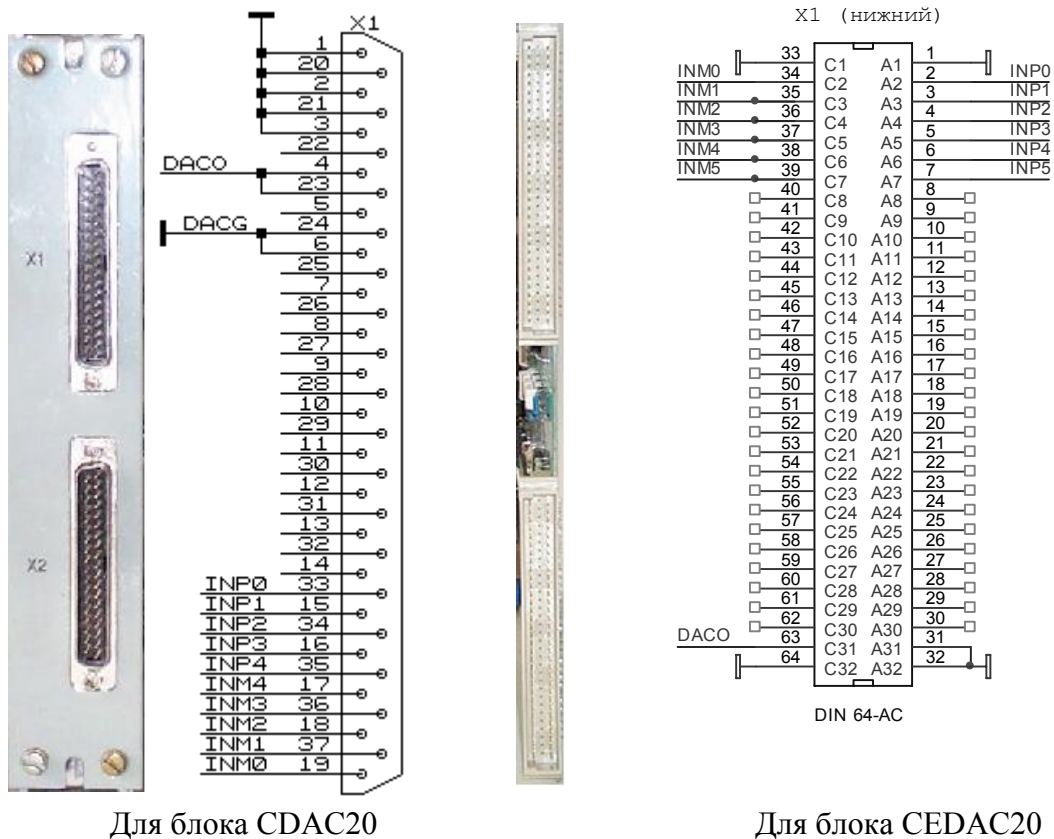 X1
X2
X1
1
20
2
21
3
22
DACO 4
23
5
DACG 24
6
25
7
26
8
27
9
28
10
29
11
30
12
31
13
32
14
INP0 33
INP1 15
INP2 34
INP3 16
INP4 35
INM4 17
INM3 36
INM2 18
INM1 37
INM0 19
Для блока CDAC20
X1 (нижний)
33 C1 A1 1
INM0 34 C2 A2 2 INP0
INM1 35 C3 A3 3 INP1
INM2 36 C4 A4 4 INP2
INM3 37 C5 A5 5 INP3
INM4 38 C6 A6 6 INP4
INM5 39 C7 A7 7 INP5
40 C8 A8 8
41 C9 A9 9
42 C10 A10 10
43 C11 A11 11
44 C12 A12 12
45 C13 A13 13
46 C14 A14 14
47 C15 A15 15
48 C16 A16 16
49 C17 A17 17
50 C18 A18 18
51 C19 A19 19
52 C20 A20 20
53 C21 A21 21
54 C22 A22 22
55 C23 A23 23
56 C24 A24 24
57 C25 A25 25
58 C26 A26 26
59 C27 A27 27
60 C28 A28 28
61 C29 A29 29
62 C30 A30 30
DACO 63 C31 A31 31
64 C32 A32 32
DIN 64-AC
Для блока CEDAC20